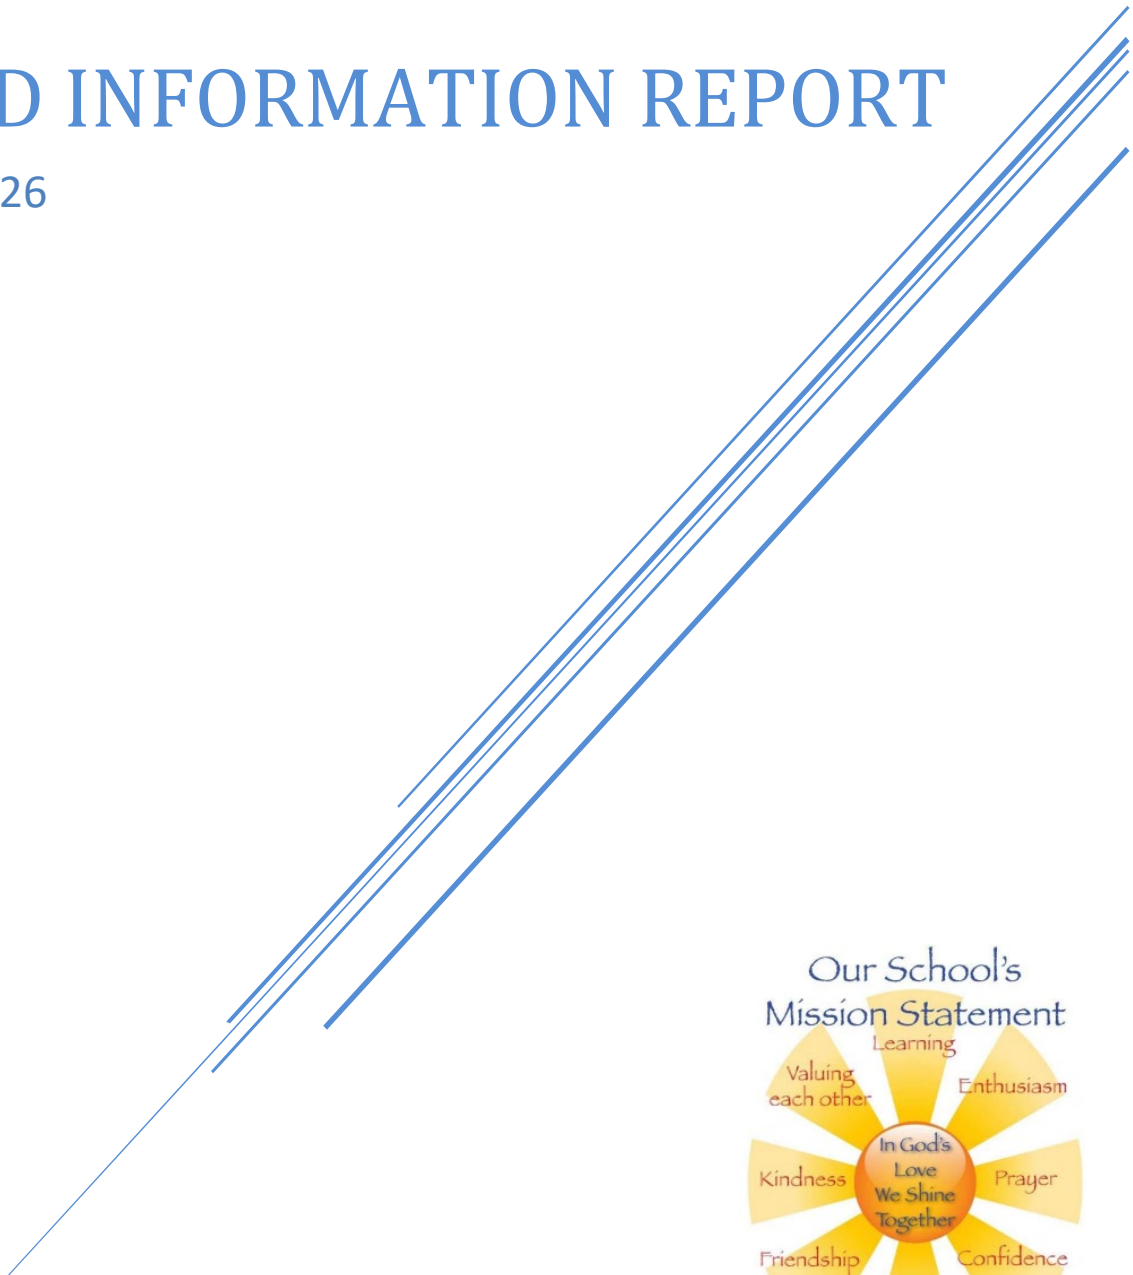 D INFORMATION REPORT
26
Our School's
Mission Statement
Learning
Valuing
each other
Enthusiasm
In God's
Love
We Shine
Together
Kindness
Prayer
Friendship
Confidence